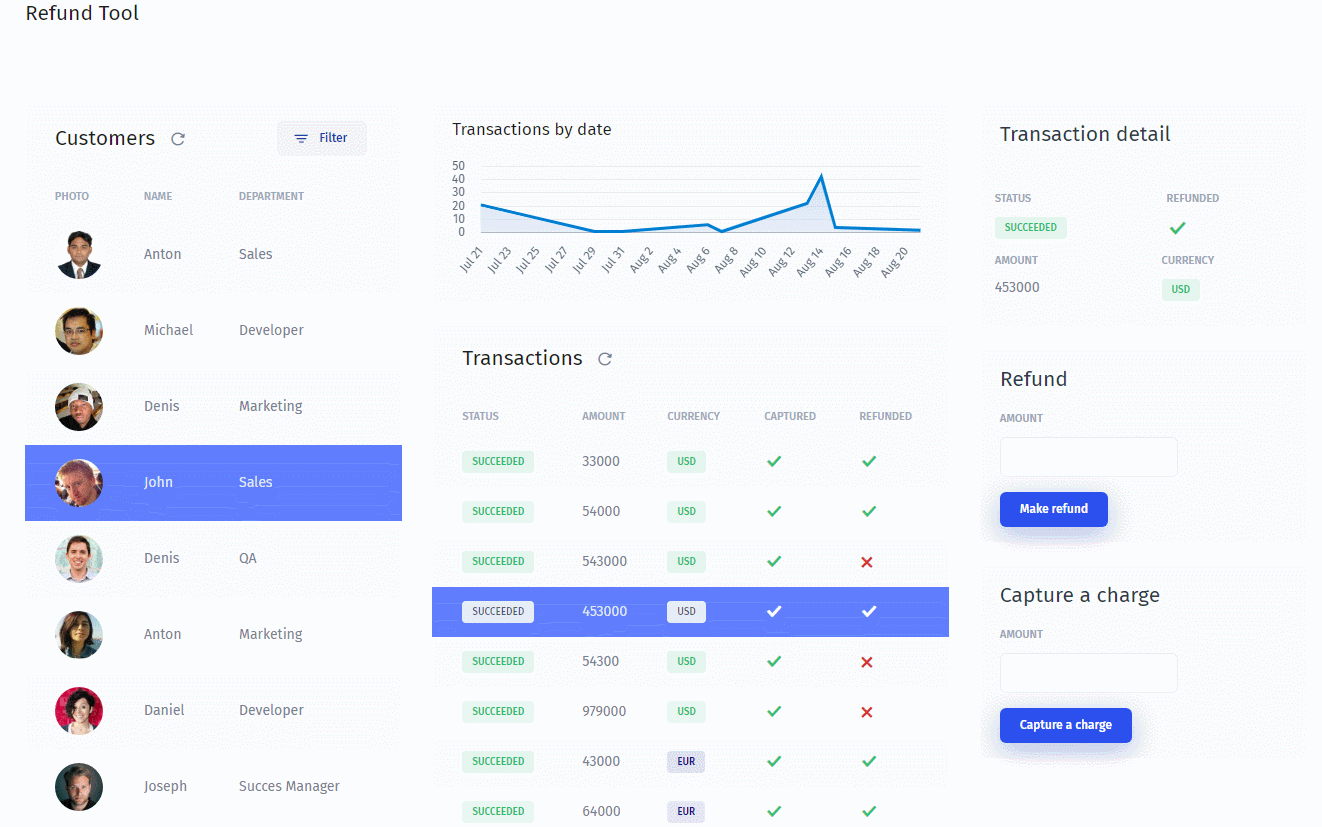 Refund Tool
Customers
Filter
PHOTO NAME DEPARTMENT
Anton Sales
Michael Developer
Denis Marketing
John Sales
Denis QA
Anton Marketing
Daniel Developer
Joseph Succes Manager
Transactions by date
50
40
30
20
10
0
Jul 21 Jul 23 Jul 25 Jul 27 Jul 29 Jul 31 Aug 2 Aug 4 Aug 6 Aug 8 Aug 10 Aug 12 Aug 14 Aug 16 Aug 18 Aug 20
Transactions
STATUS AMOUNT CURRENCY CAPTURED REFUNDED
SUCCEEDED 33000 USD
SUCCEEDED 54000 USD
SUCCEEDED 543000 USD
SUCCEEDED 453000 USD
SUCCEEDED 54300 USD
SUCCEEDED 979000 USD
SUCCEEDED 43000 EUR
SUCCEEDED 64000 EUR
Transaction detail
STATUS REFUNDED
SUCCEEDED
AMOUNT CURRENCY
453000 USD
Refund
AMOUNT
Make refund
Capture a charge
AMOUNT
Capture a charge